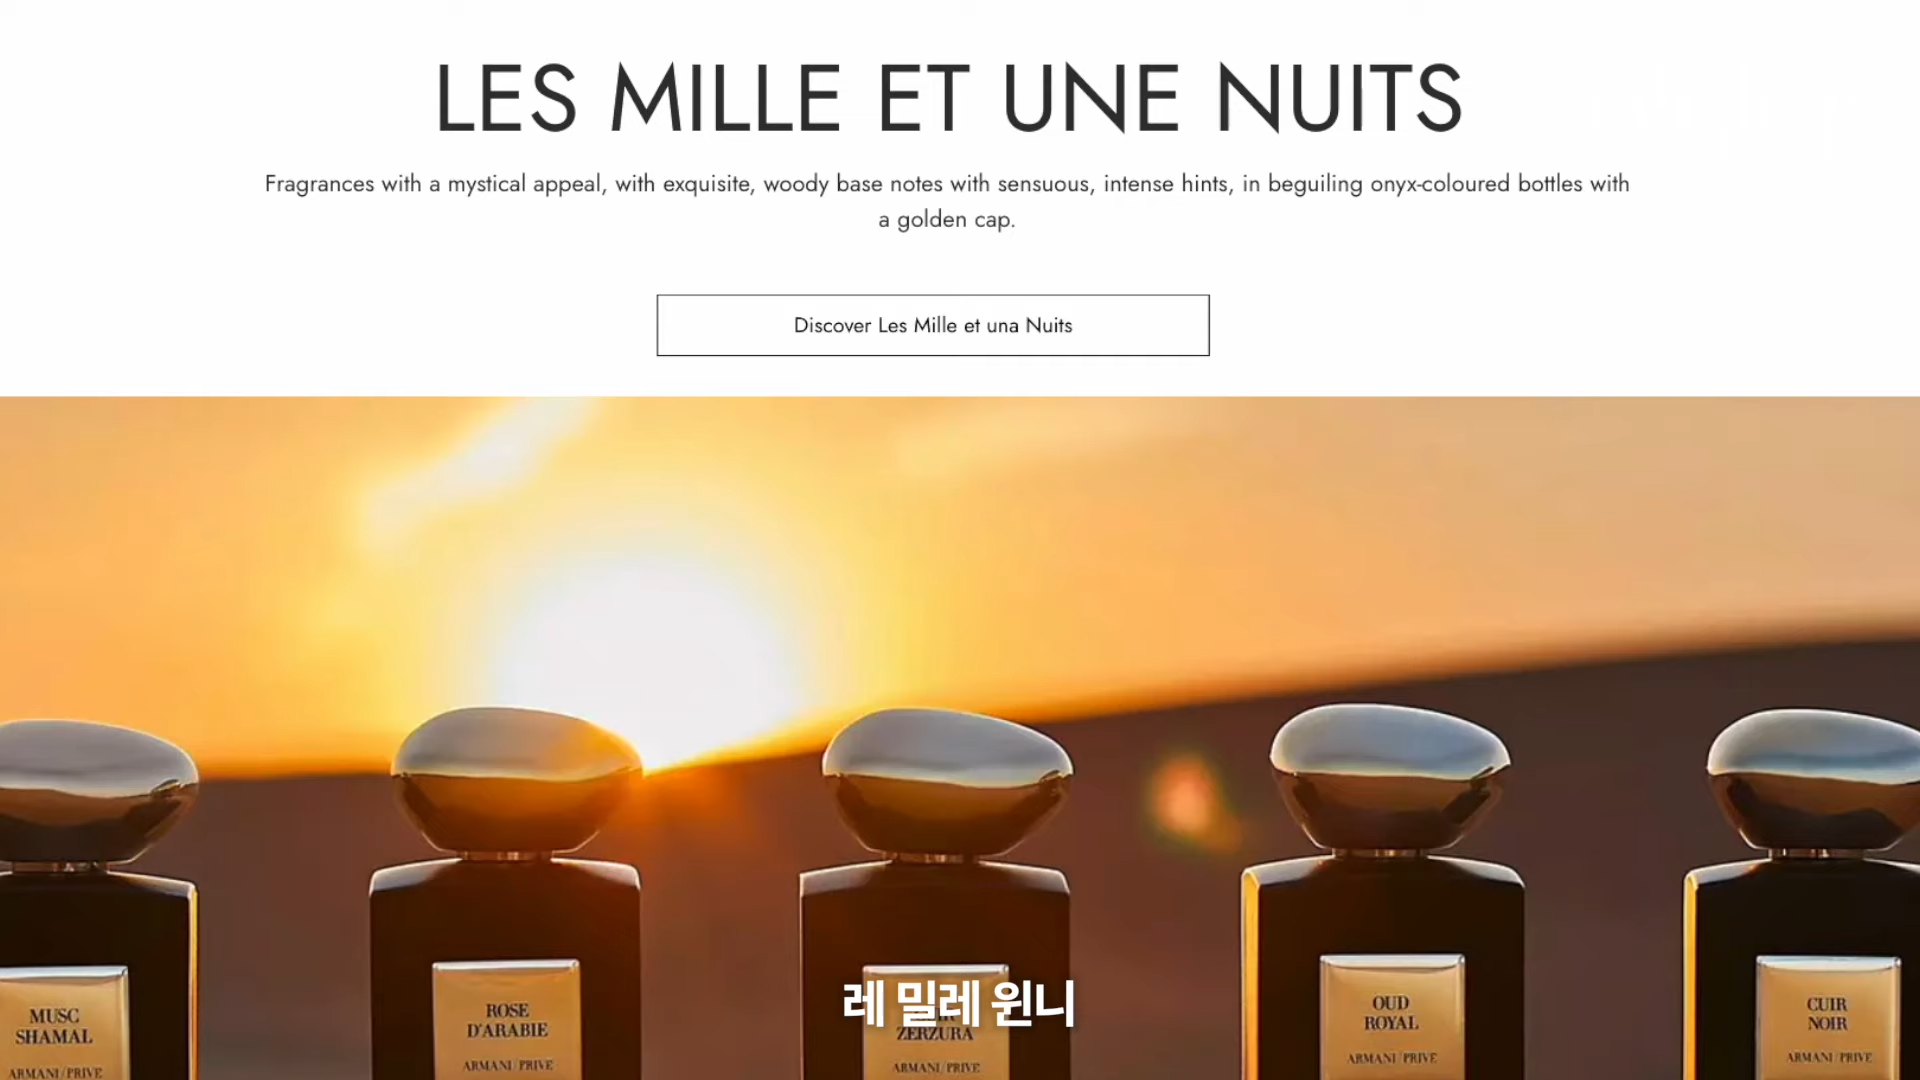 LES MILLE ET UNE NUITS
Fragrances with a mystical appeal, with exquisite, woody base notes with sensuous, intense hints, in beguiling onyx-coloured bottles with
a golden cap.
Discover Les Mille et una Nuits
MUSC
SHAMAL
ARMANI/PRIVE
ROSE
D'ARABIE
ARMANI/PRIVE
레 밀레 윈니
ZERZURA
ARMANI/PRIVE
OUD
ROYAL
ARMANI/PRIVE
CUIR
NOIR
ARMANI/PRIVE